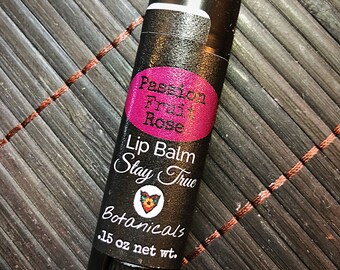 Passion
Fruit
Rose
Lip Balm
Stay True
Botanicals
.15 oz net wt.